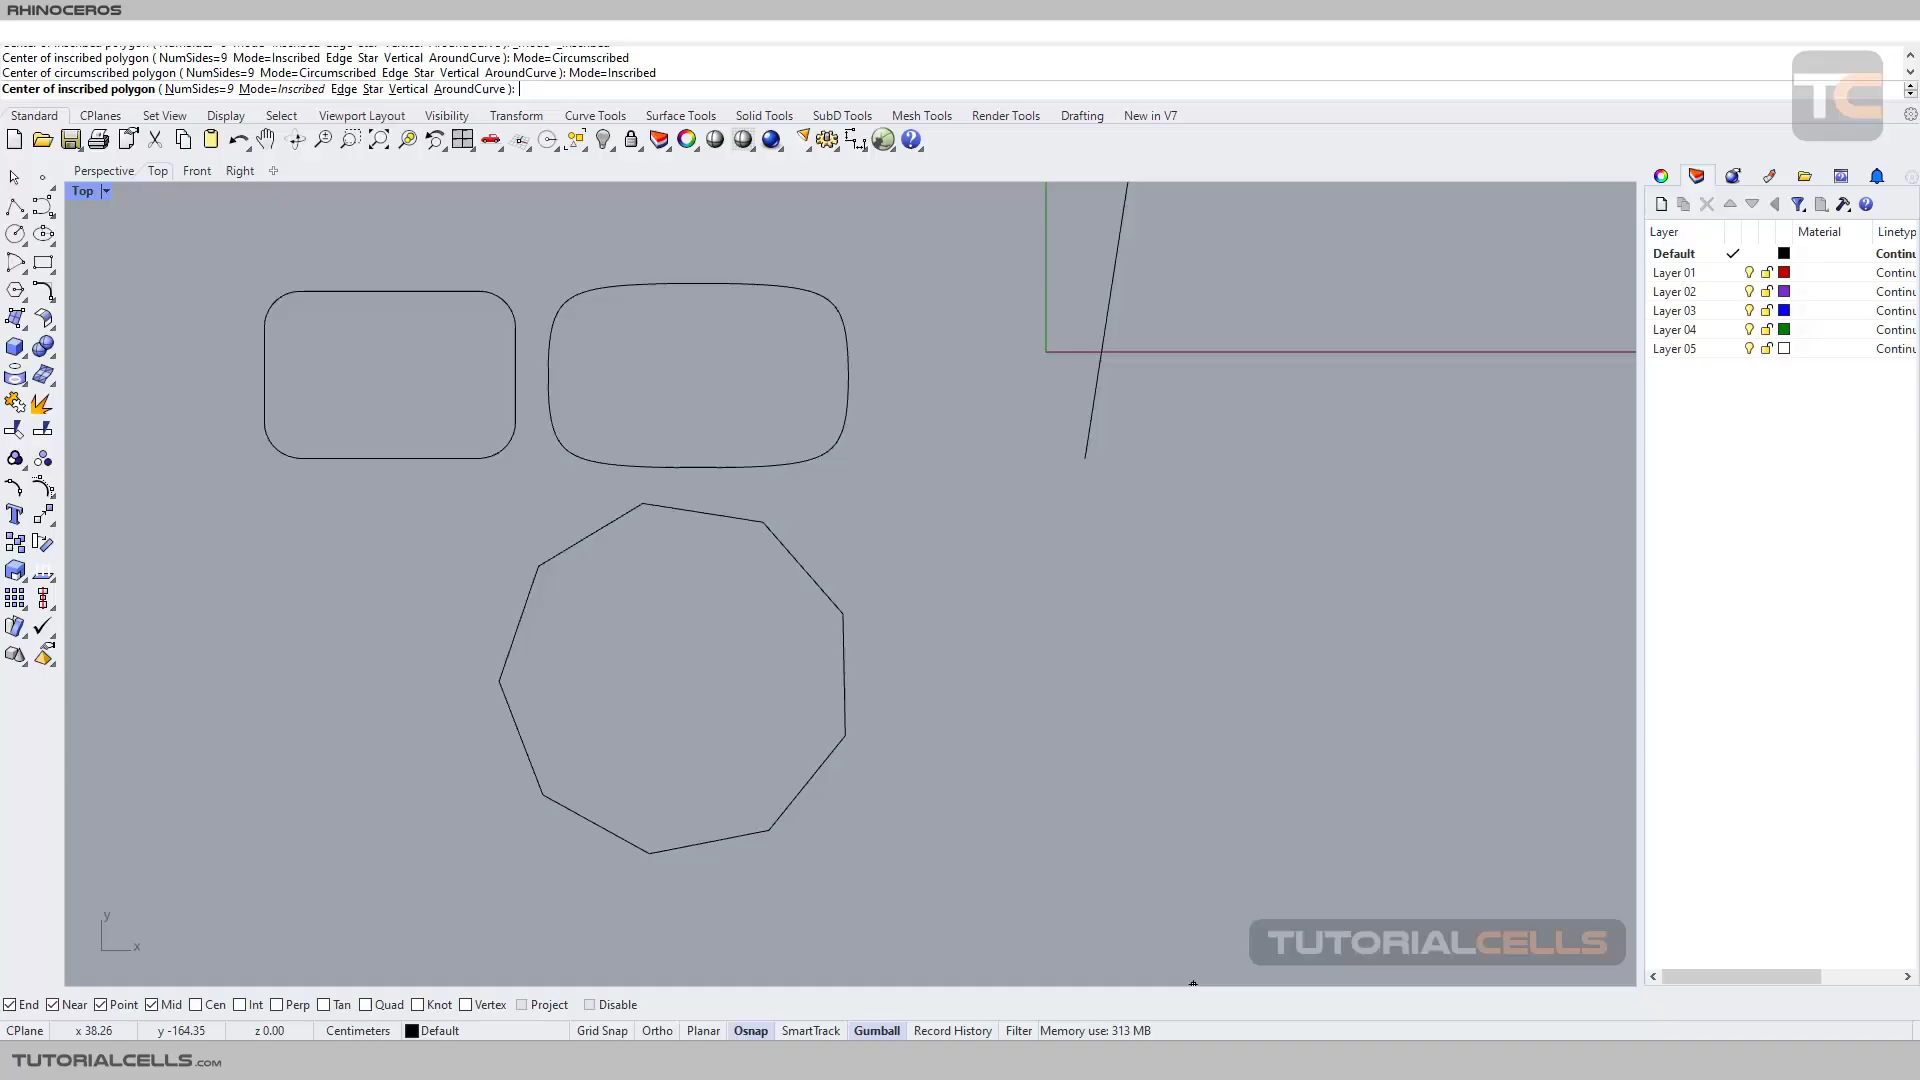 RHINOCEROS
Center of inscribed polygon ( NumSides=9 Mode=Inscribed Edge Star Vertical AroundCurve ): Mode=Circumscribed
Center of circumscribed polygon ( NumSides=9 Mode=Circumscribed Edge Star Vertical AroundCurve ): Mode=Inscribed
Center of inscribed polygon ( NumSides=9 Mode=Inscribed Edge Star Vertical AroundCurve ):
TC
Standard CPlanes Set View Display Select Viewport Layout Visibility Transform Curve Tools Surface Tools Solid Tools SubD Tools Mesh Tools Render Tools Drafting New in V7
Perspective Top Front Right
Top
Layer Material Linetyp
Default Continu
Layer 01 Continu
Layer 02 Continu
Layer 03 Continu
Layer 04 Continu
Layer 05 Continu
y
x
TUTORIALCELLS
End Near Point Mid Cen Int Perp Tan Quad Knot Vertex Project Disable
CPlane x 38.26 y -164.35 z 0.00 Centimeters Default Grid Snap Ortho Planar Osnap SmartTrack Gumball Record History Filter Memory use: 313 MB
TUTORIALCELLS.COM